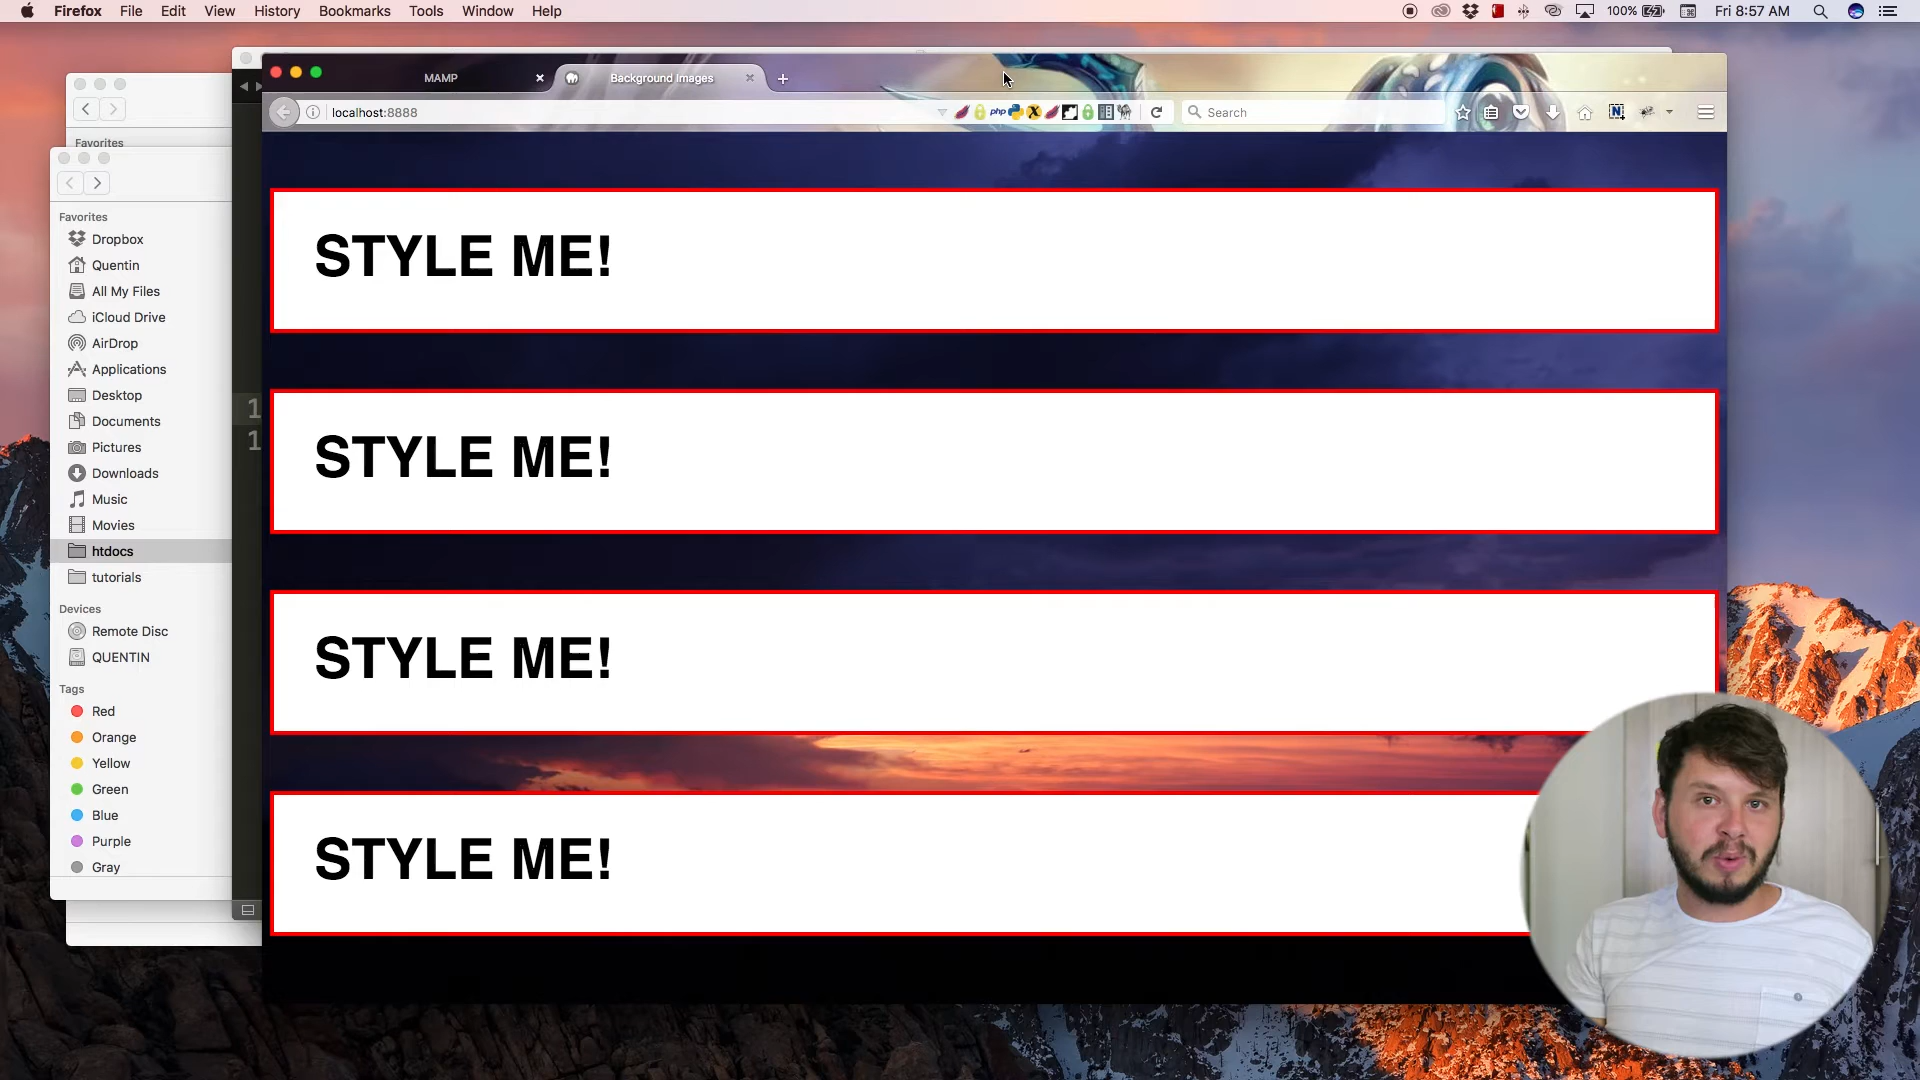 Firefox File Edit View History Bookmarks Tools Window Help 100% Fri 8:57 AM
MAMP Background Images
localhost:8888 php Search
Favorites
Favorites
Dropbox
Quentin
All My Files
iCloud Drive
AirDrop
Applications
Desktop
Documents
Pictures
Downloads
Music
Movies
htdocs
tutorials
Devices
Remote Disc
QUENTIN
Tags
Red
Orange
Yellow
Green
Blue
Purple
Gray
1
1
STYLE ME!
STYLE ME!
STYLE ME!
STYLE ME!